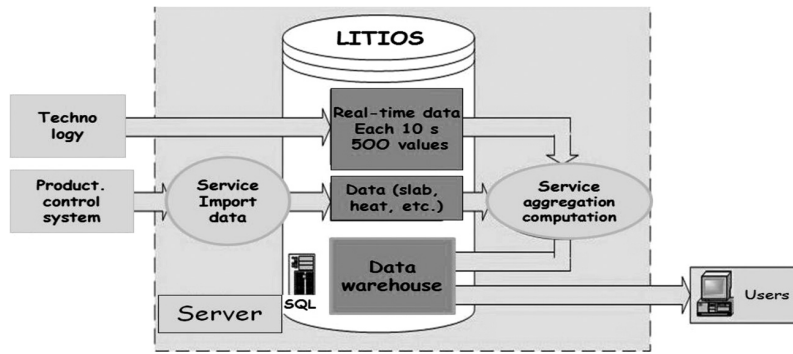 LITIOS
Techno
logy
Real-time data
Each 10 s
500 values
Product.
control
system
Service
Import
data
Data (slab,
heat, etc.)
Service
aggregation
computation
Data
warehouse
SQL
Server
Users